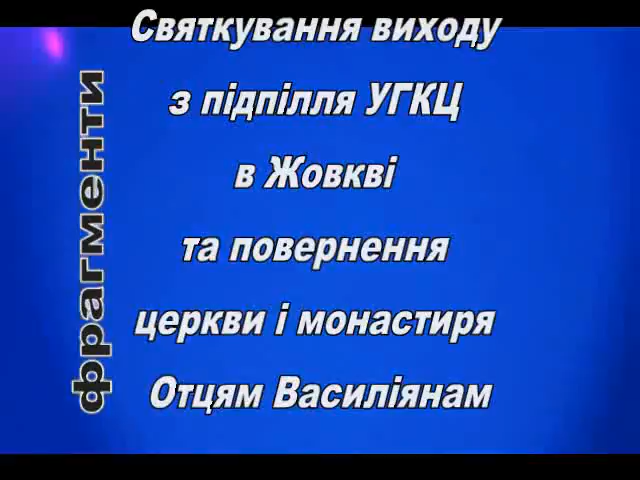 Святкування виходу
з підпілля УГКЦ
в Жовкві
та повернення
церкви і монастиря
Отцям Василіянам
фрагменти